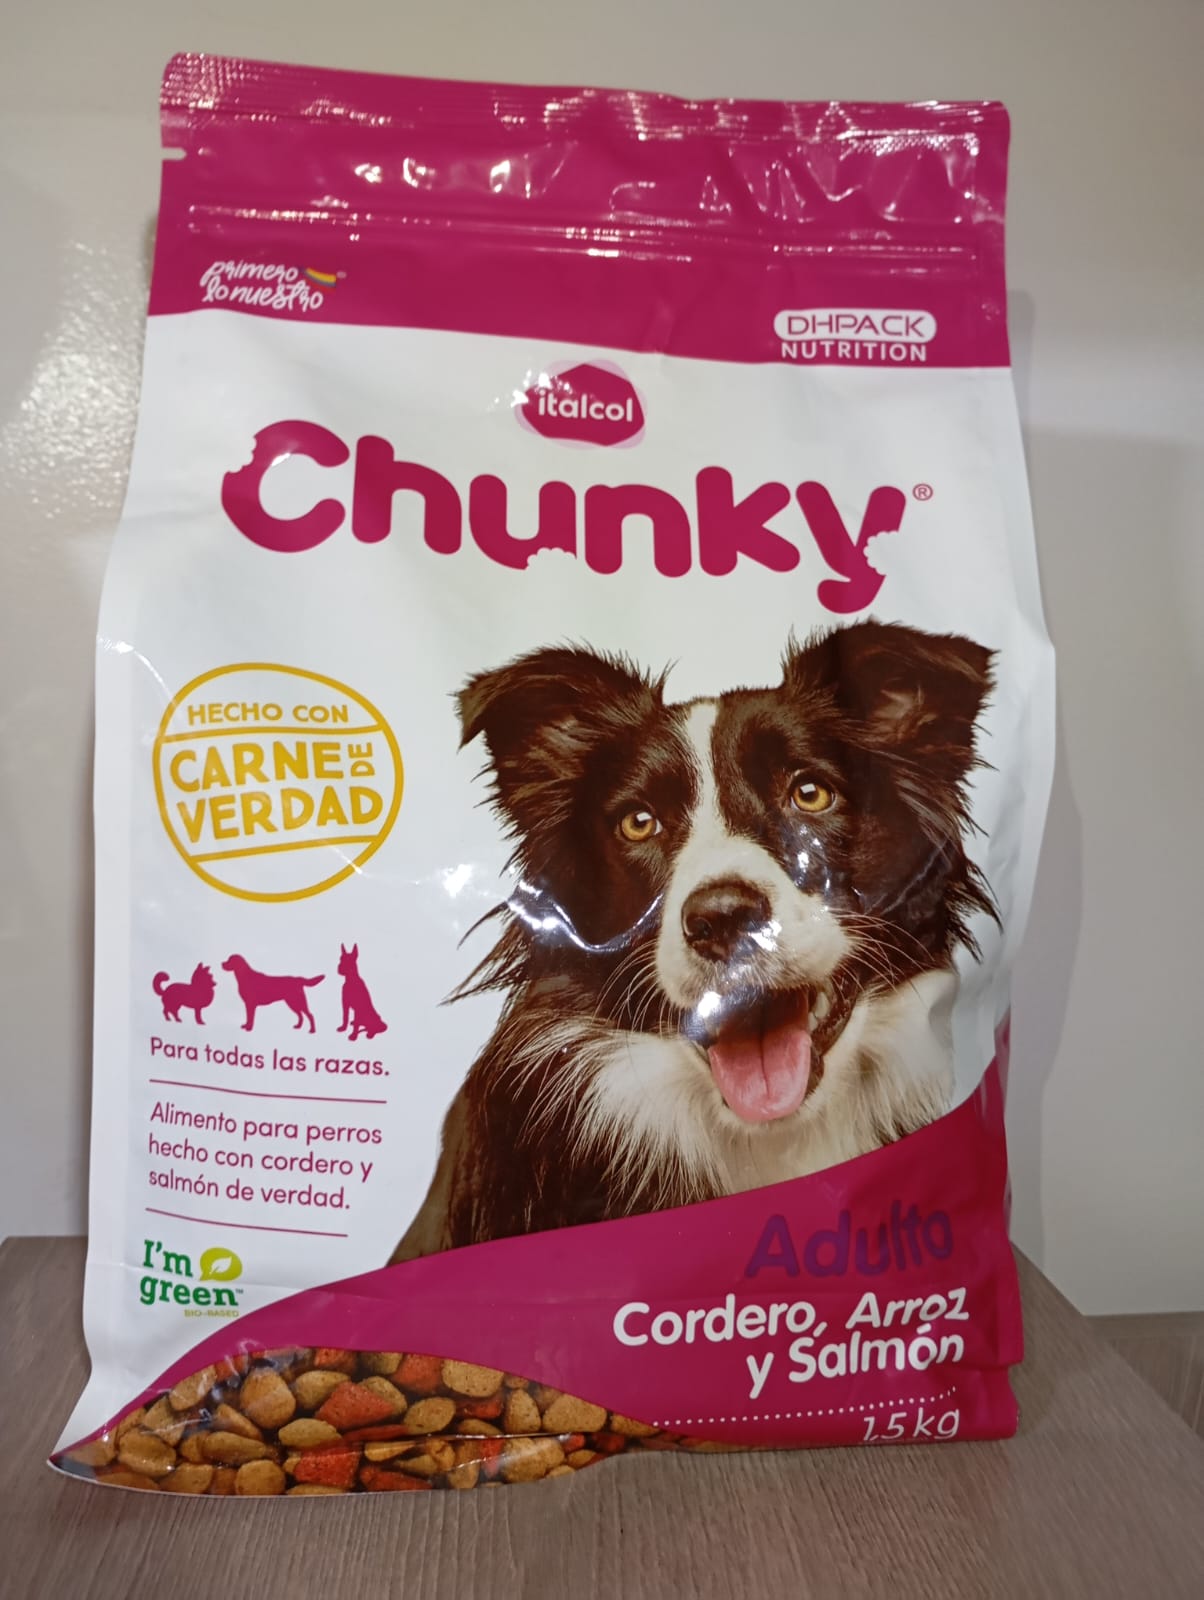 primero
lo nuestro
DHPACK
NUTRITION
italcol
Chunky®
HECHO CON
CARNE DE
VERDAD
Para todas las razas.
Alimento para perros
hecho con cordero y
salmón de verdad.
I'm
green™
BIO-BASED
Adulto
Cordero, Arroz
y Salmón
1,5 kg